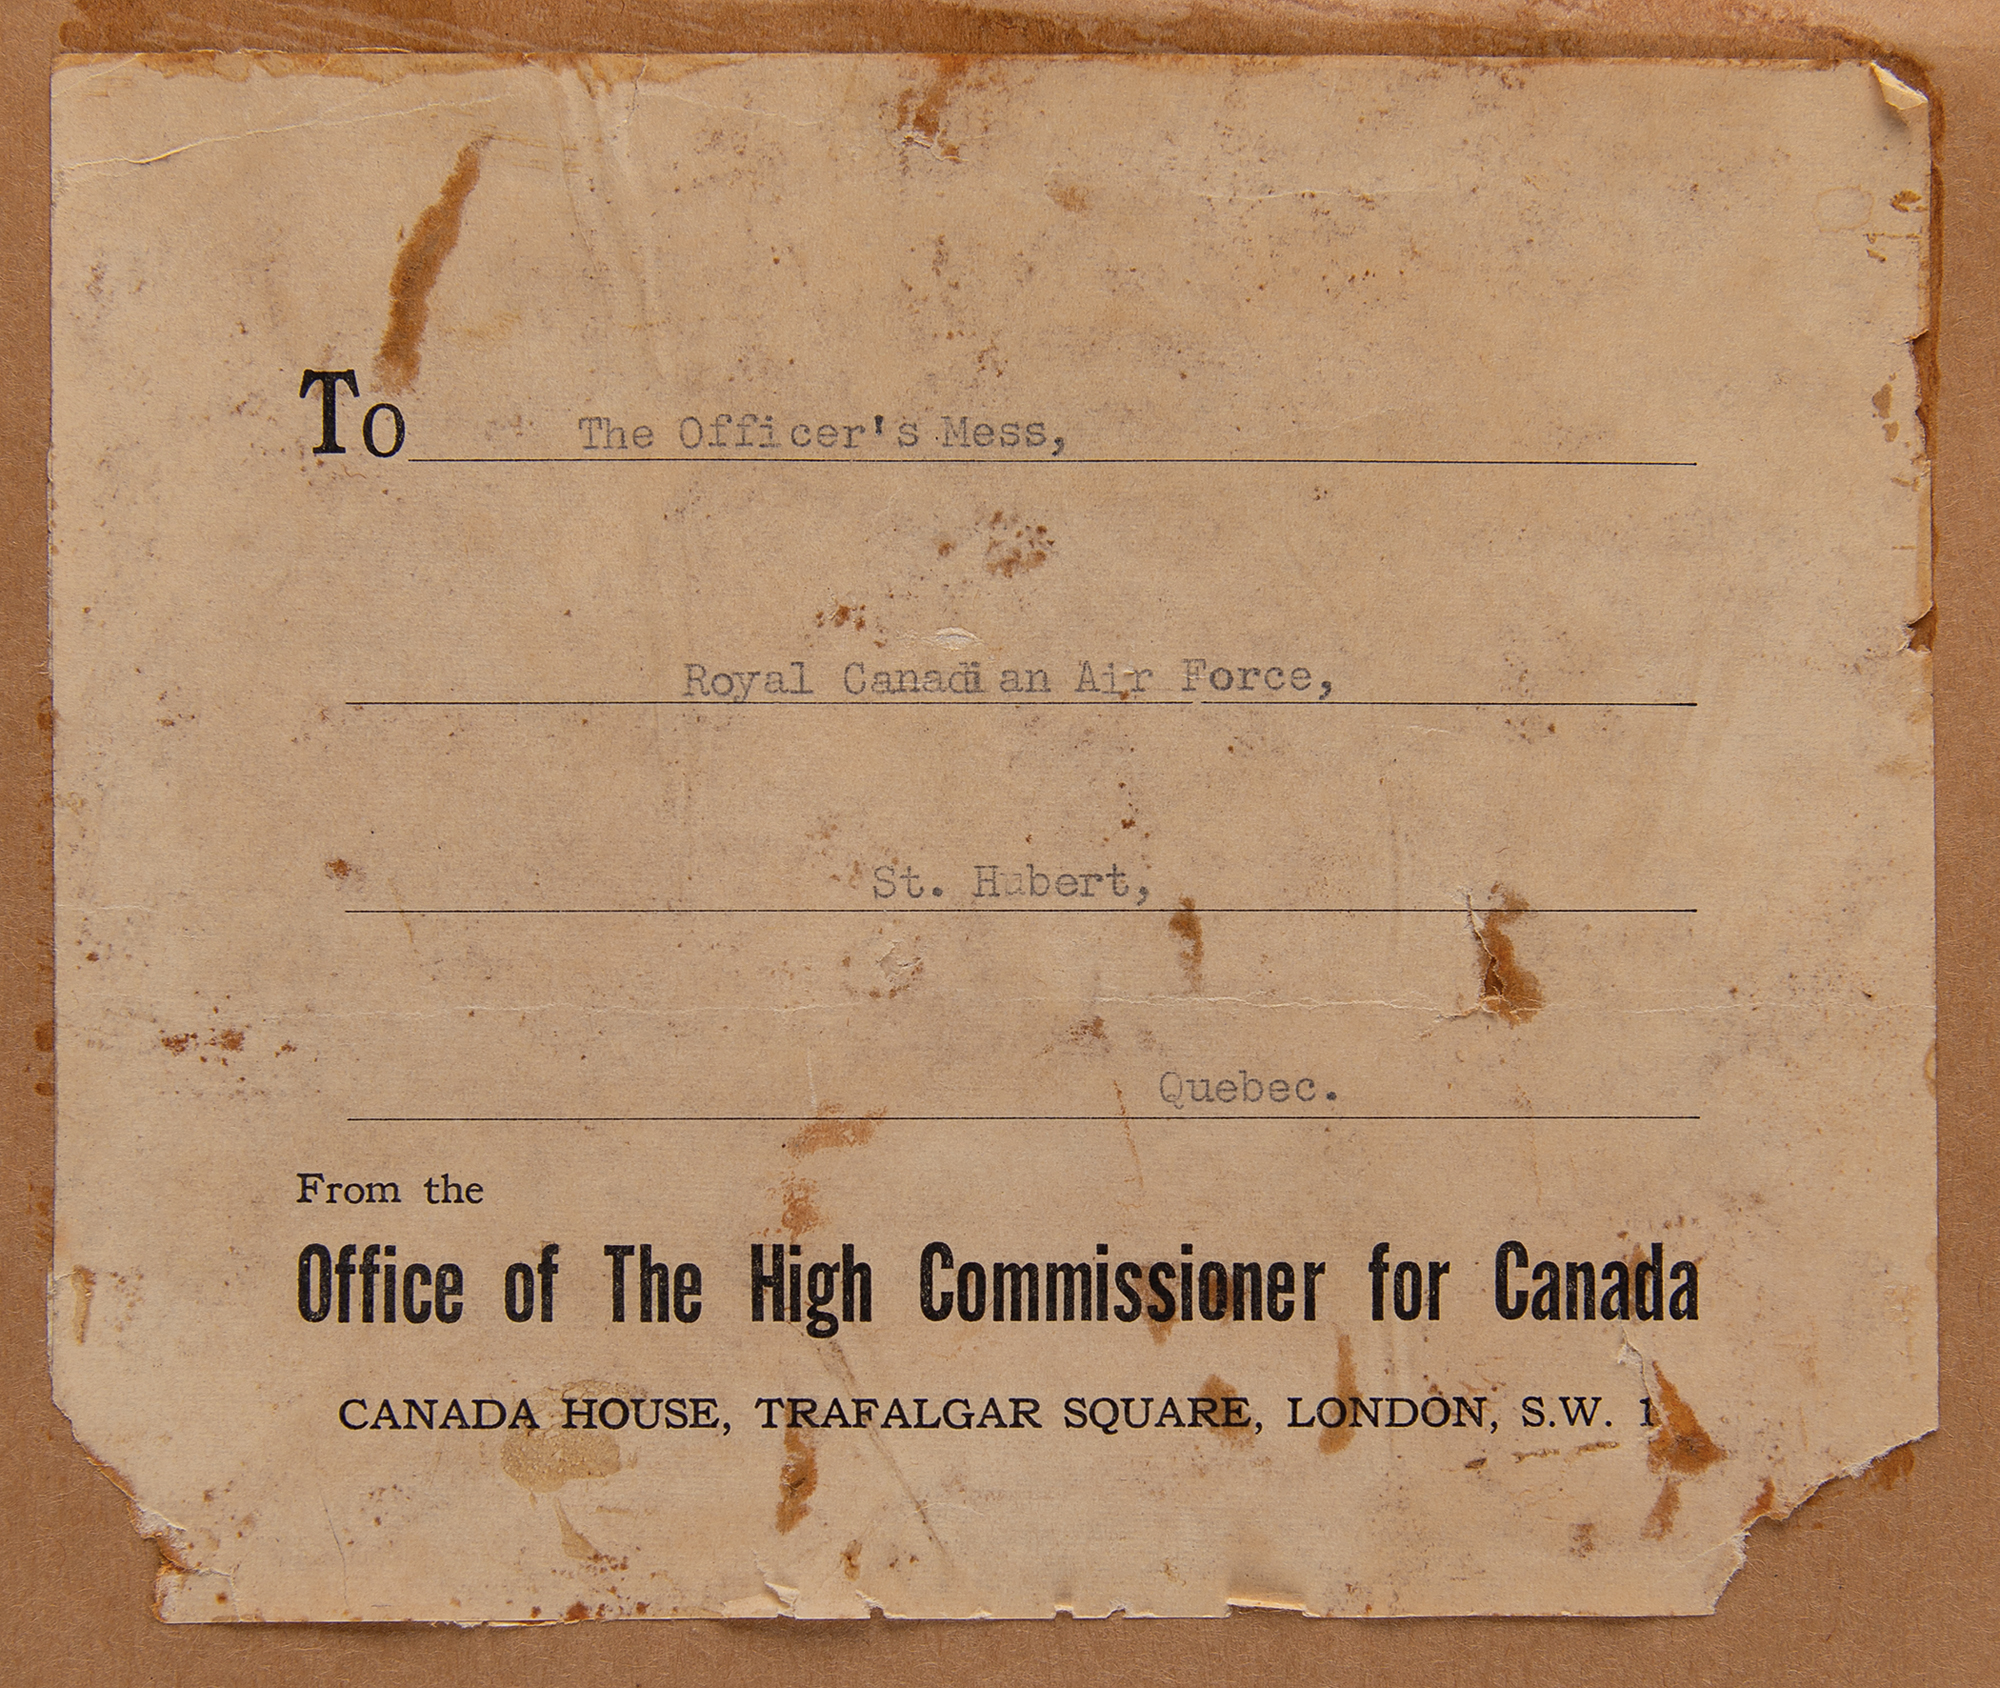 To The Officer's Mess,
Royal Canadian Air Force,
St. Hubert,
Quebec.
From the
Office of The High Commissioner for Canada
CANADA HOUSE, TRAFALGAR SQUARE, LONDON, S.W. 1